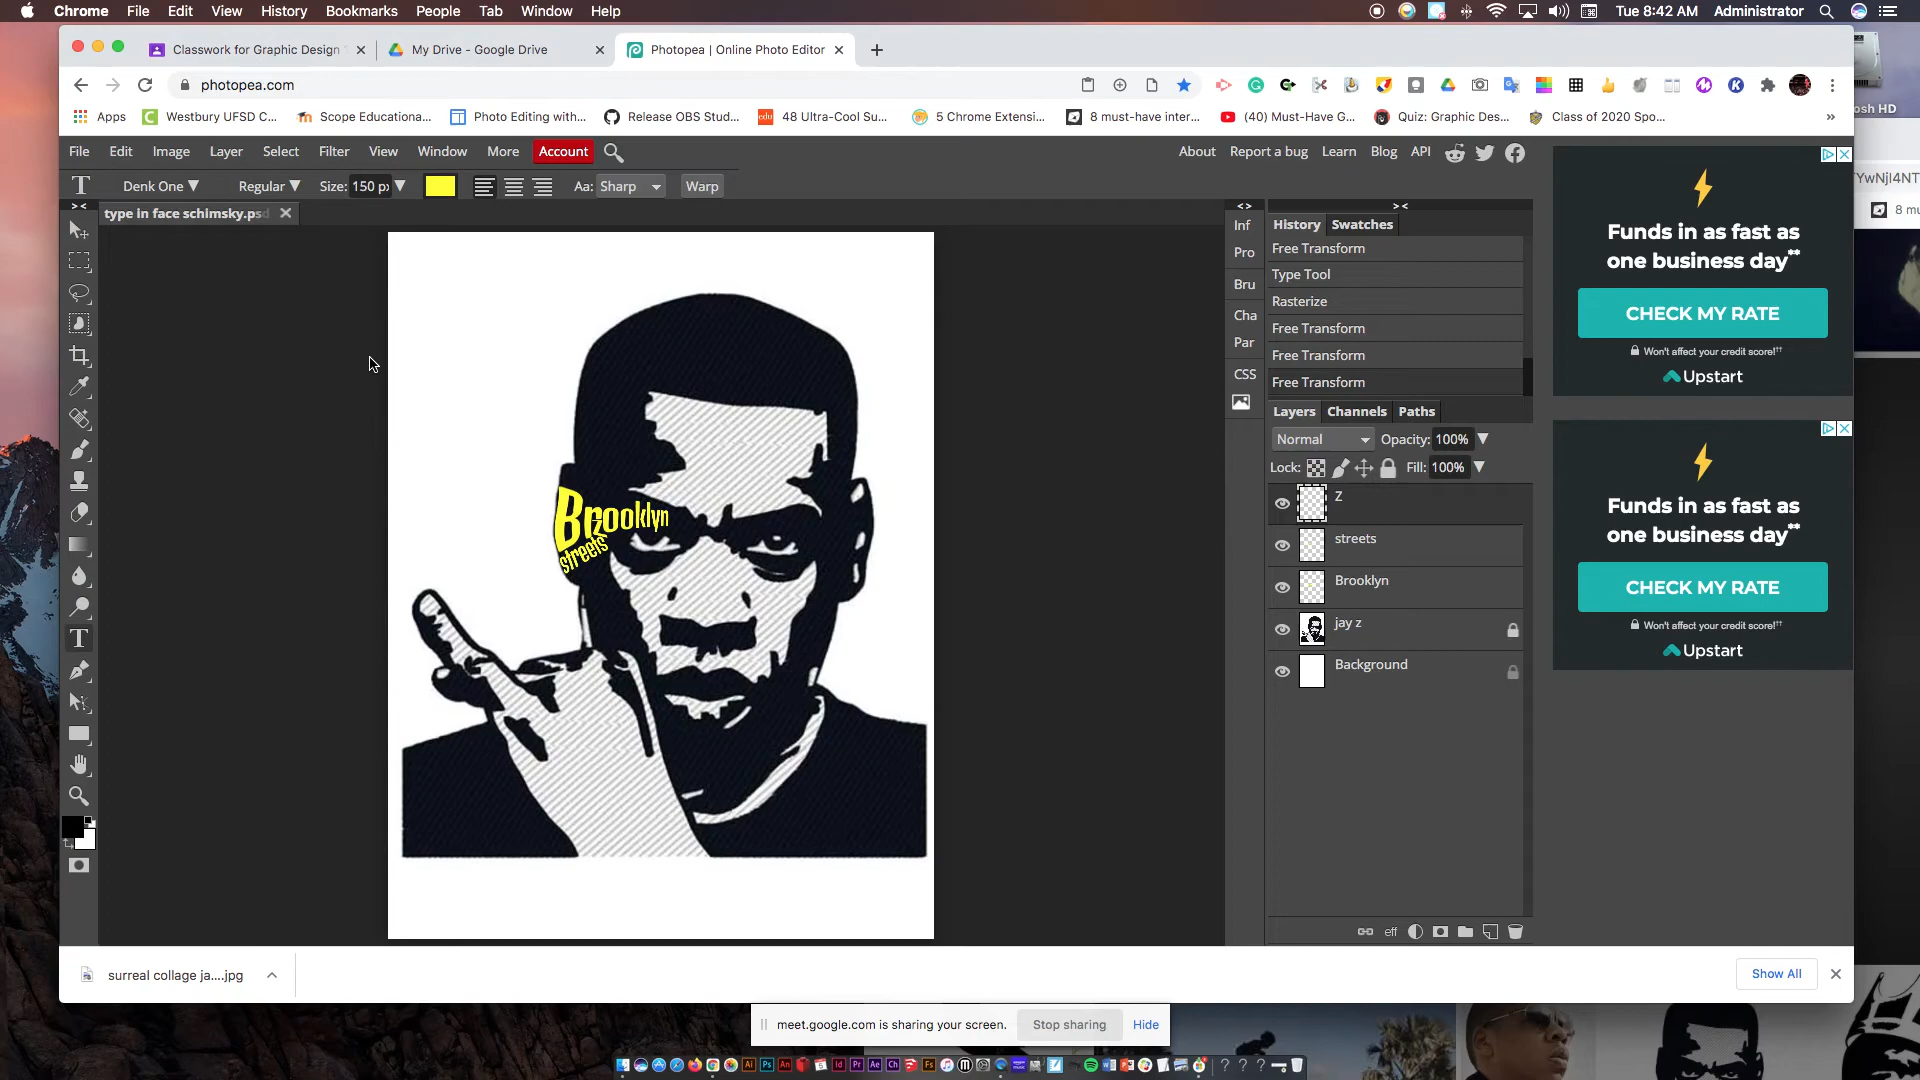 Chrome File Edit View History Bookmarks People Tab Window Help Tue 8:42 AM Administrator
Classwork for Graphic Design My Drive - Google Drive Photopea | Online Photo Editor
photopea.com
Apps Westbury UFSD C... Scope Educationa... Photo Editing with... Release OBS Stud... 48 Ultra-Cool Su... 5 Chrome Extensi... 8 must-have inter... (40) Must-Have G... Quiz: Graphic Des... Class of 2020 Spo... »
File Edit Image Layer Select Filter View Window More Account About Report a bug Learn Blog API
T Denk One Regular Size: 150 px Aa: Sharp Warp
type in face schimsky.psd
osh HD
YwNjI4NT
8 mu
Inf
Pro
Bru
Cha
Par
CSS
History Swatches
Free Transform
Type Tool
Rasterize
Free Transform
Free Transform
Free Transform
Layers Channels Paths
Normal Opacity: 100%
Lock: Fill: 100%
Z
streets
Brooklyn
jay z
Background
eff
Brooklyn
Z
streets
Funds in as fast as
one business day**
CHECK MY RATE
Won't affect your credit score!††
Upstart
Funds in as fast as
one business day**
CHECK MY RATE
Won't affect your credit score!††
Upstart
surreal collage ja....jpg Show All
meet.google.com is sharing your screen. Stop sharing Hide